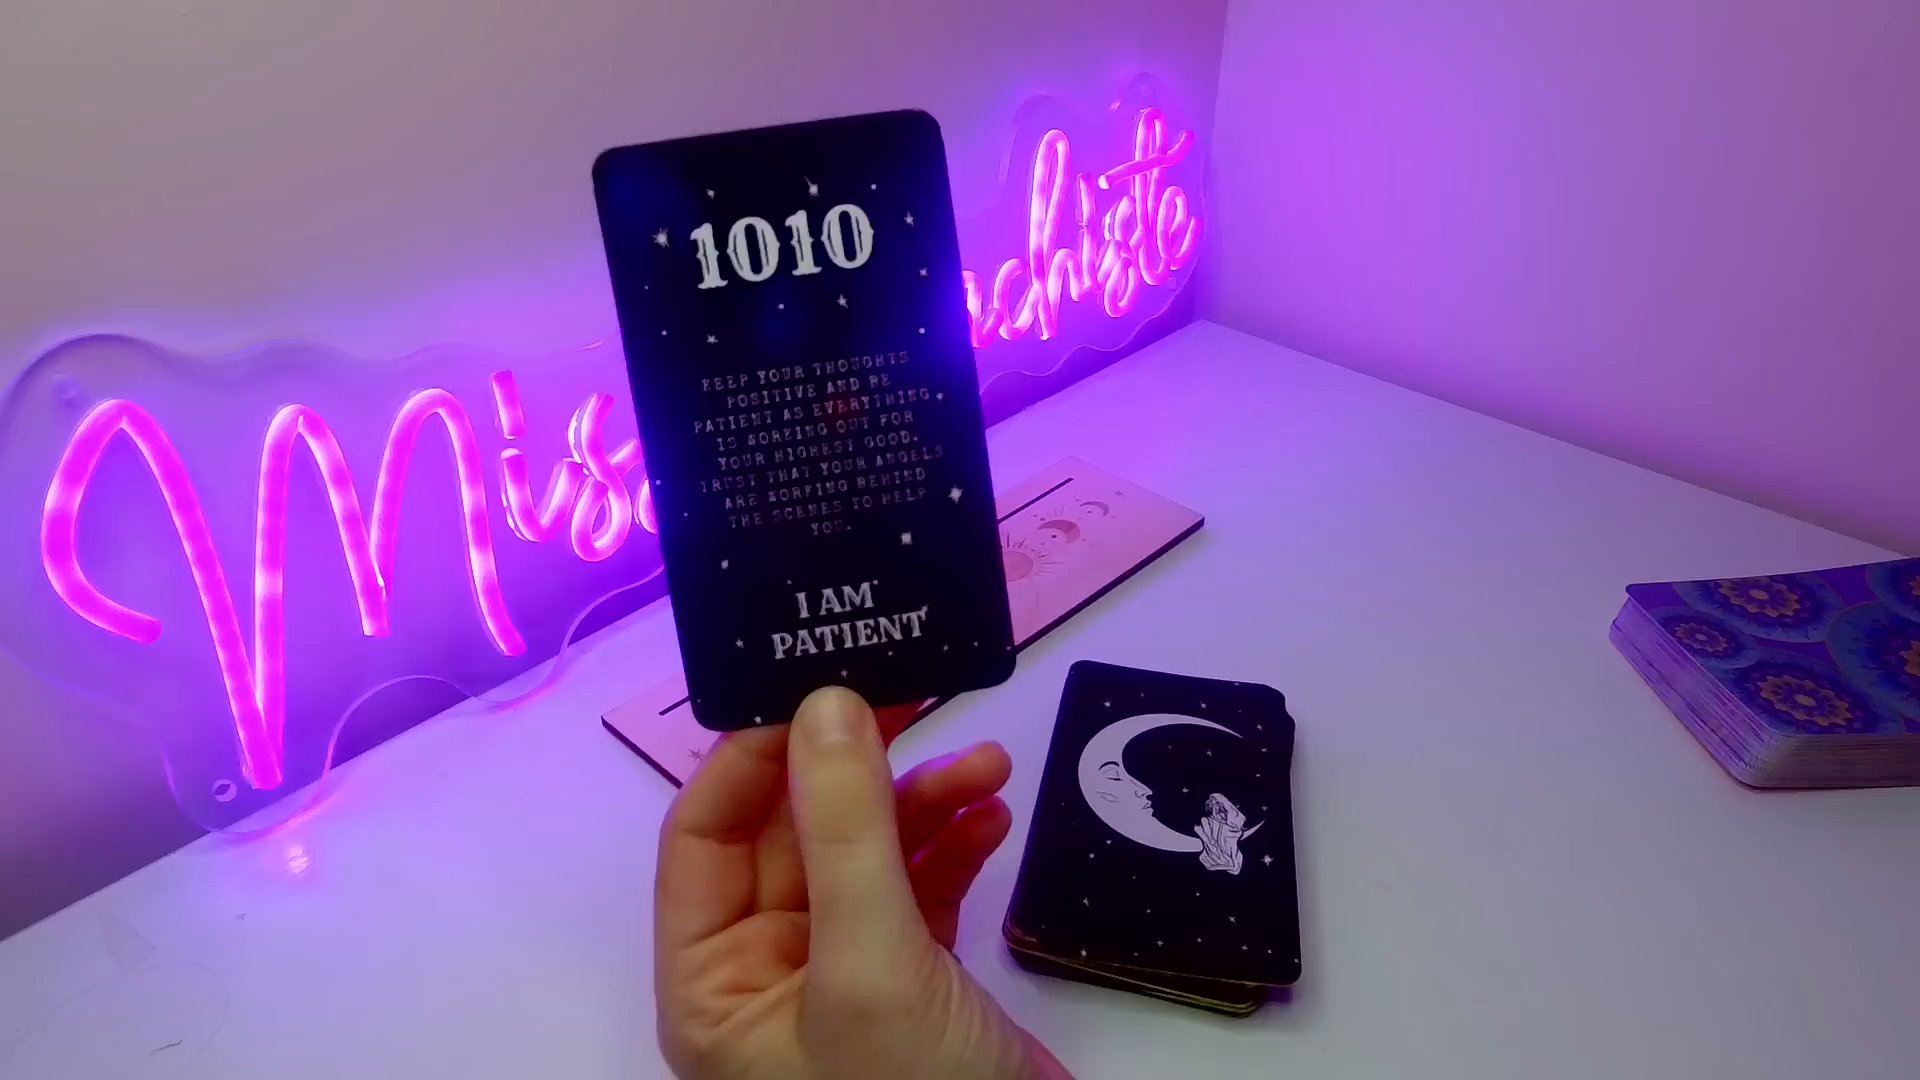 1010
KEEP YOUR THOUGHTS
POSITIVE AND BE
PATIENT AS EVERYTHING
IS WORKING OUT FOR
YOUR HIGHEST GOOD.
TRUST THAT YOUR ANGELS
ARE WORKING BEHIND
THE SCENES TO HELP
YOU.
I AM
PATIENT